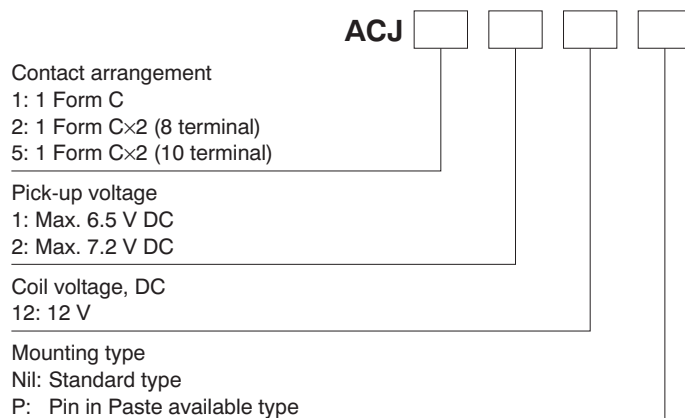 ACJ
Contact arrangement
1: 1 Form C
2: 1 Form C×2 (8 terminal)
5: 1 Form C×2 (10 terminal)
Pick-up voltage
1: Max. 6.5 V DC
2: Max. 7.2 V DC
Coil voltage, DC
12: 12 V
Mounting type
Nil: Standard type
P: Pin in Paste available type